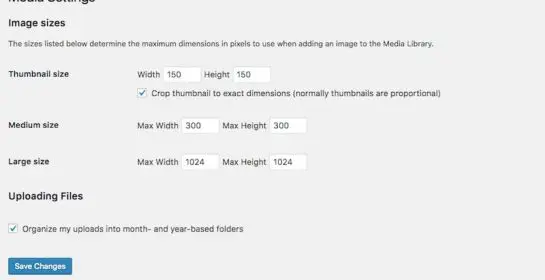 Media Settings
Image sizes
The sizes listed below determine the maximum dimensions in pixels to use when adding an image to the Media Library.
Thumbnail size Width 150 Height 150
Crop thumbnail to exact dimensions (normally thumbnails are proportional)
Medium size Max Width 300 Max Height 300
Large size Max Width 1024 Max Height 1024
Uploading Files
Organize my uploads into month- and year-based folders
Save Changes